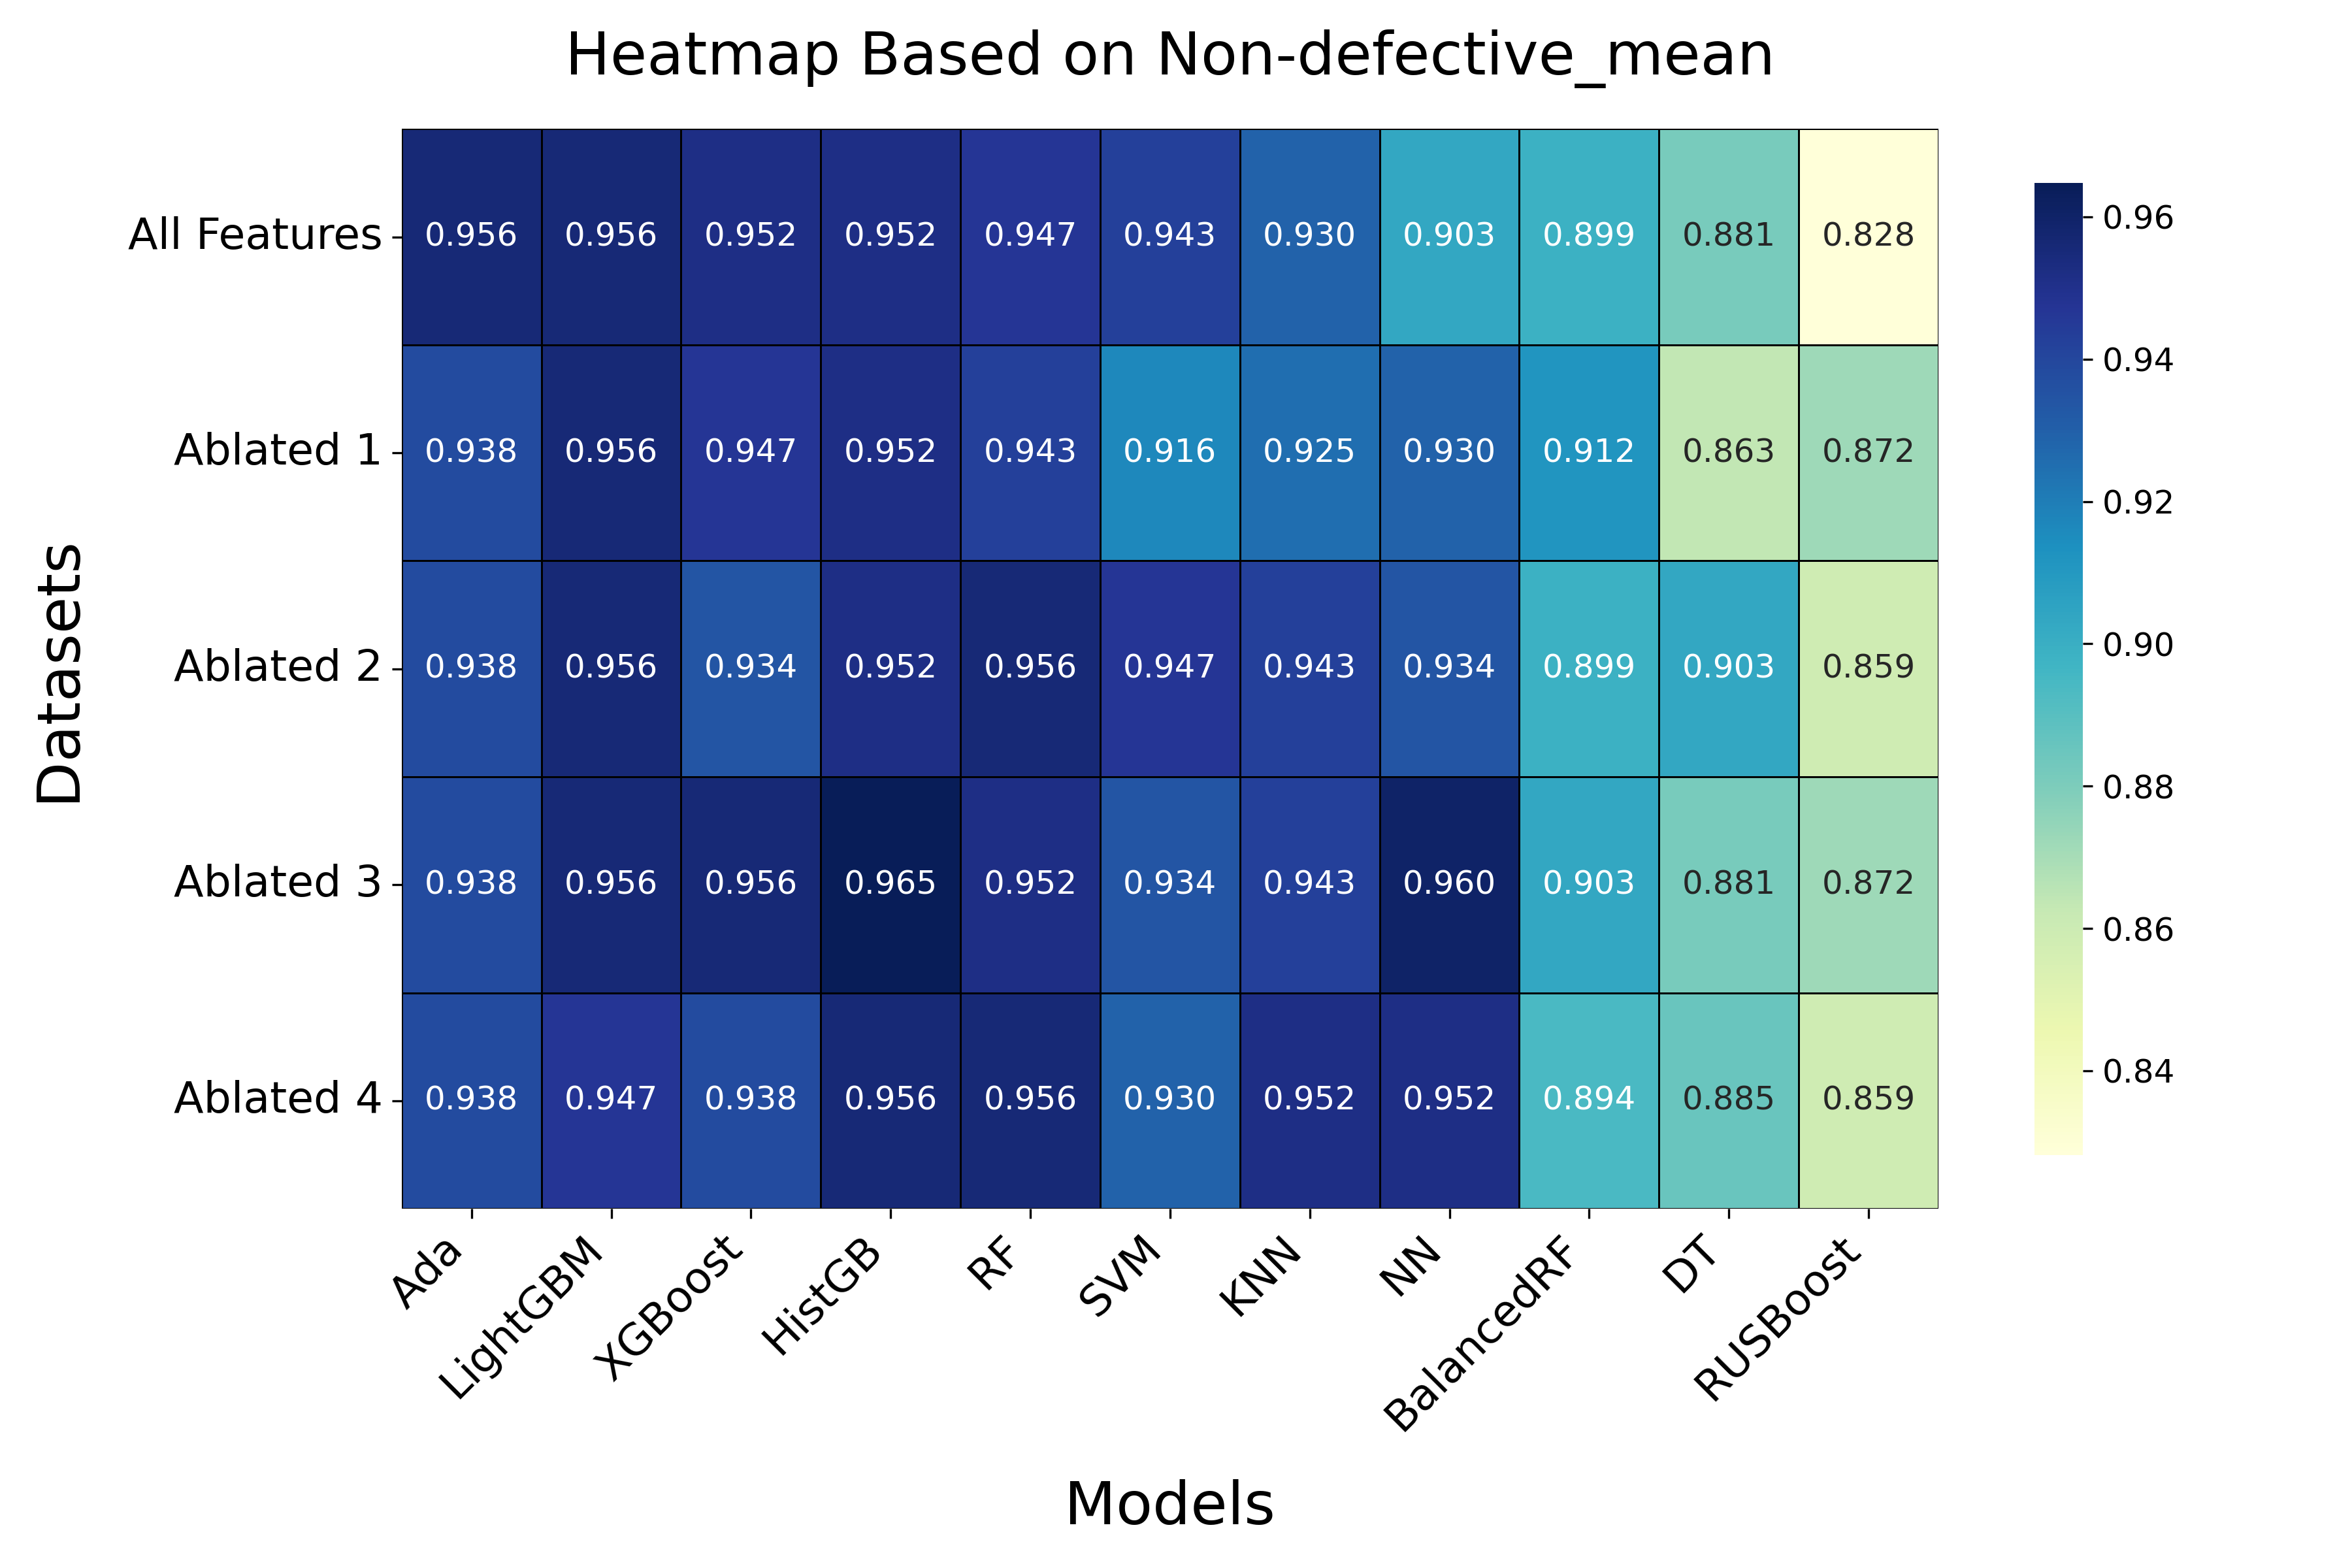 Heatmap Based on Non-defective_mean
Datasets
All Features 0.956 0.956 0.952 0.952 0.947 0.943 0.930 0.903 0.899 0.881 0.828
Ablated 1 0.938 0.956 0.947 0.952 0.943 0.916 0.925 0.930 0.912 0.863 0.872
Ablated 2 0.938 0.956 0.934 0.952 0.956 0.947 0.943 0.934 0.899 0.903 0.859
Ablated 3 0.938 0.956 0.956 0.965 0.952 0.934 0.943 0.960 0.903 0.881 0.872
Ablated 4 0.938 0.947 0.938 0.956 0.956 0.930 0.952 0.952 0.894 0.885 0.859
Ada
LightGBM
XGBoost
HistGB
RF
SVM
KNN
NN
BalancedRF
DT
RUSBoost
Models
0.96
0.94
0.92
0.90
0.88
0.86
0.84